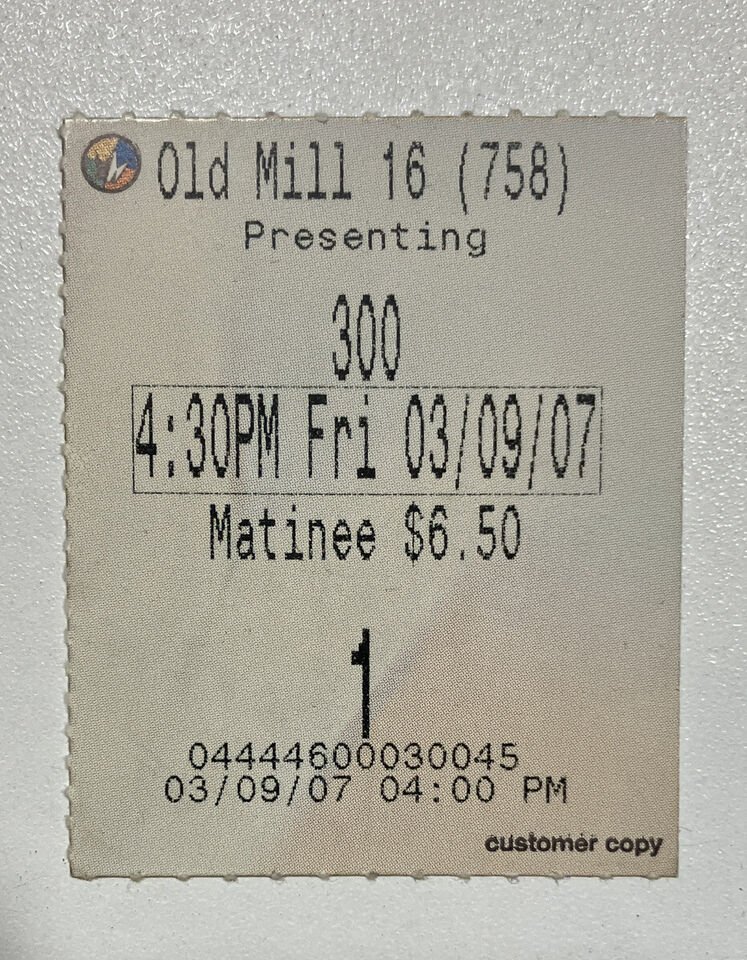 Old Mill 16 (758)
Presenting
300
4:30PM Fri 03/09/07
Matinee $6.50
1
04444600030045
03/09/07 04:00 PM
customer copy